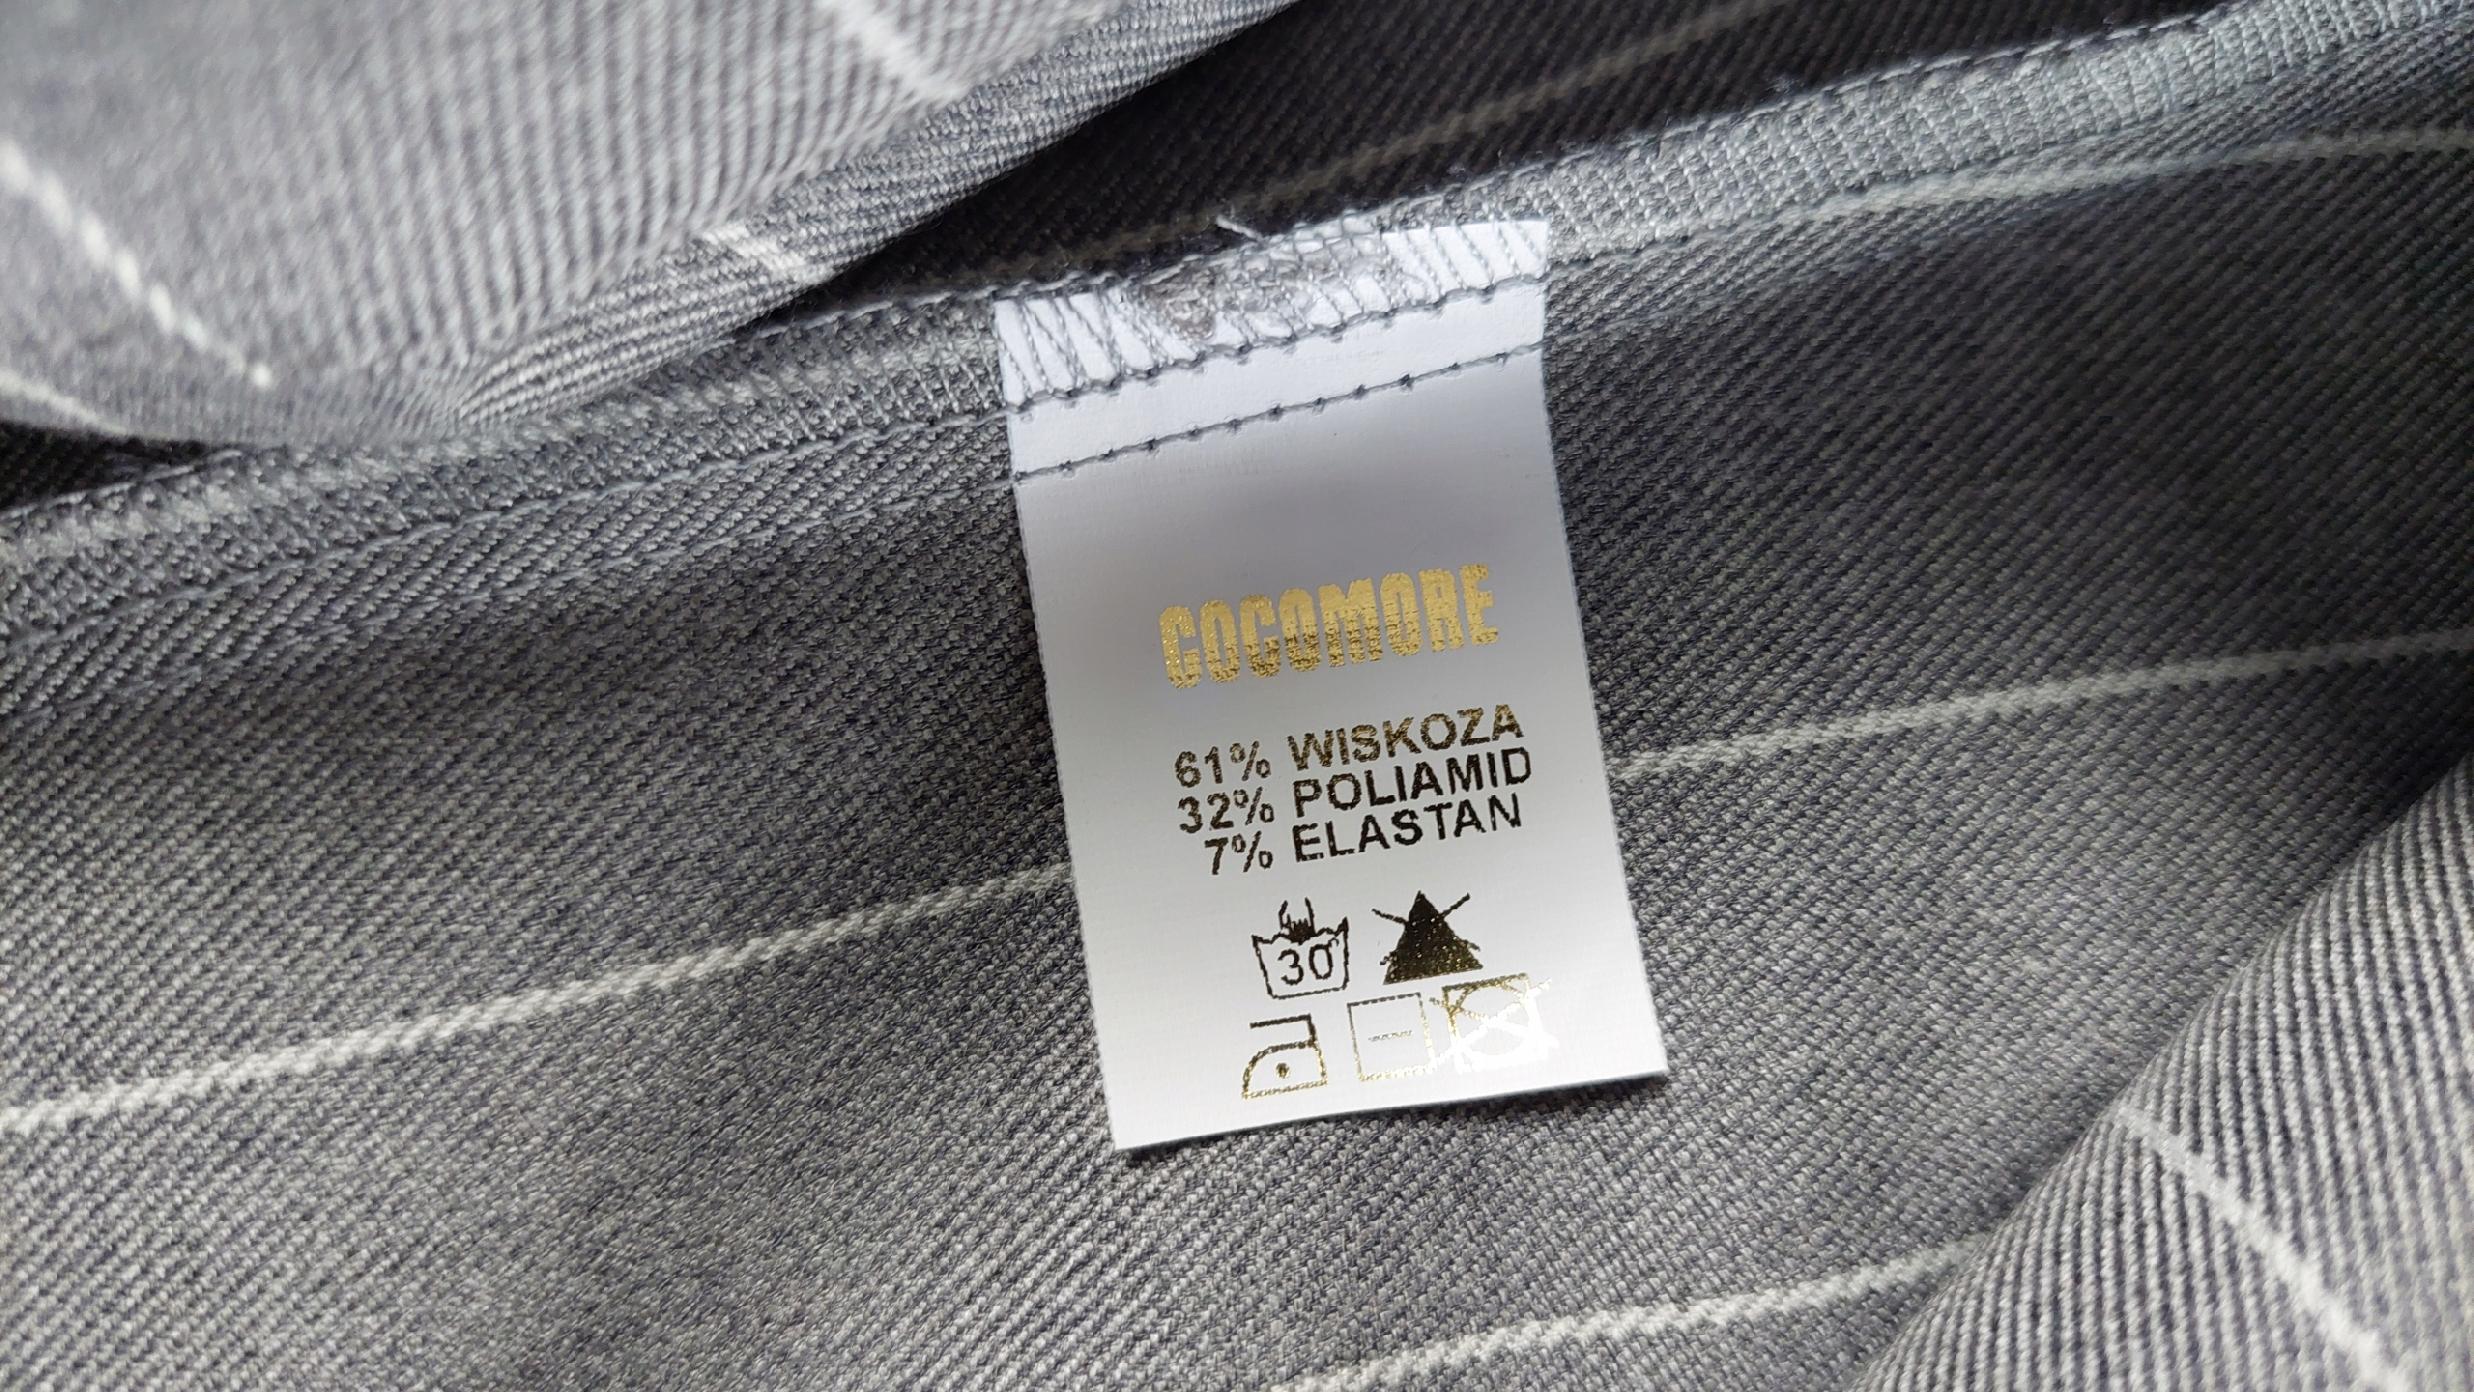 COCOMORE
61% WISKOZA
32% POLIAMID
7% ELASTAN
30